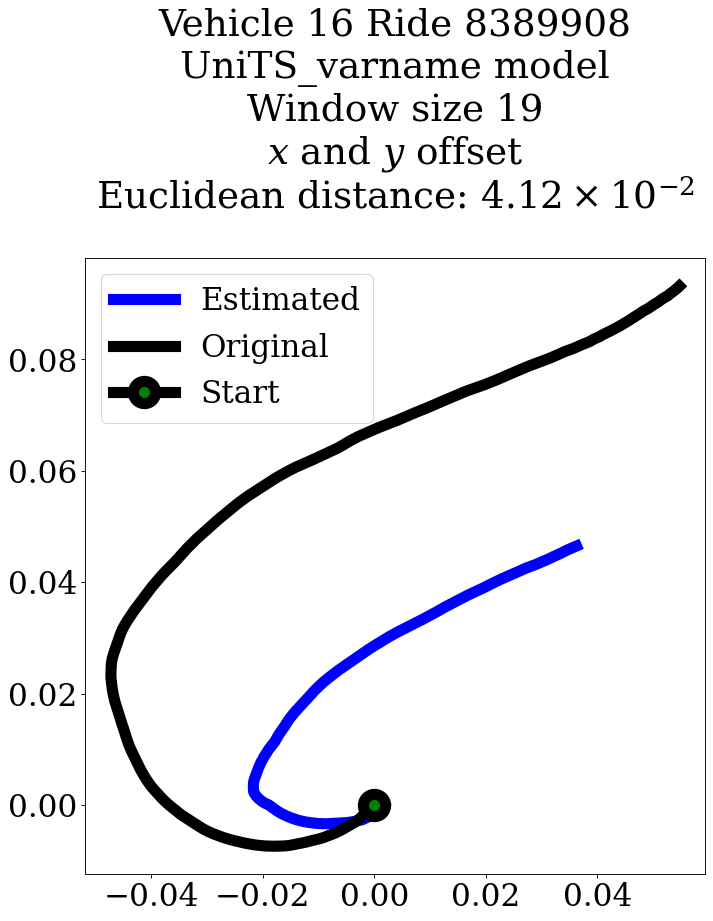 Vehicle 16 Ride 8389908
UniTS_varname model
Window size 19
x and y offset
Euclidean distance: 4.12 × 10⁻²
Estimated
Original
Start
0.08
0.06
0.04
0.02
0.00
−0.04 −0.02 0.00 0.02 0.04